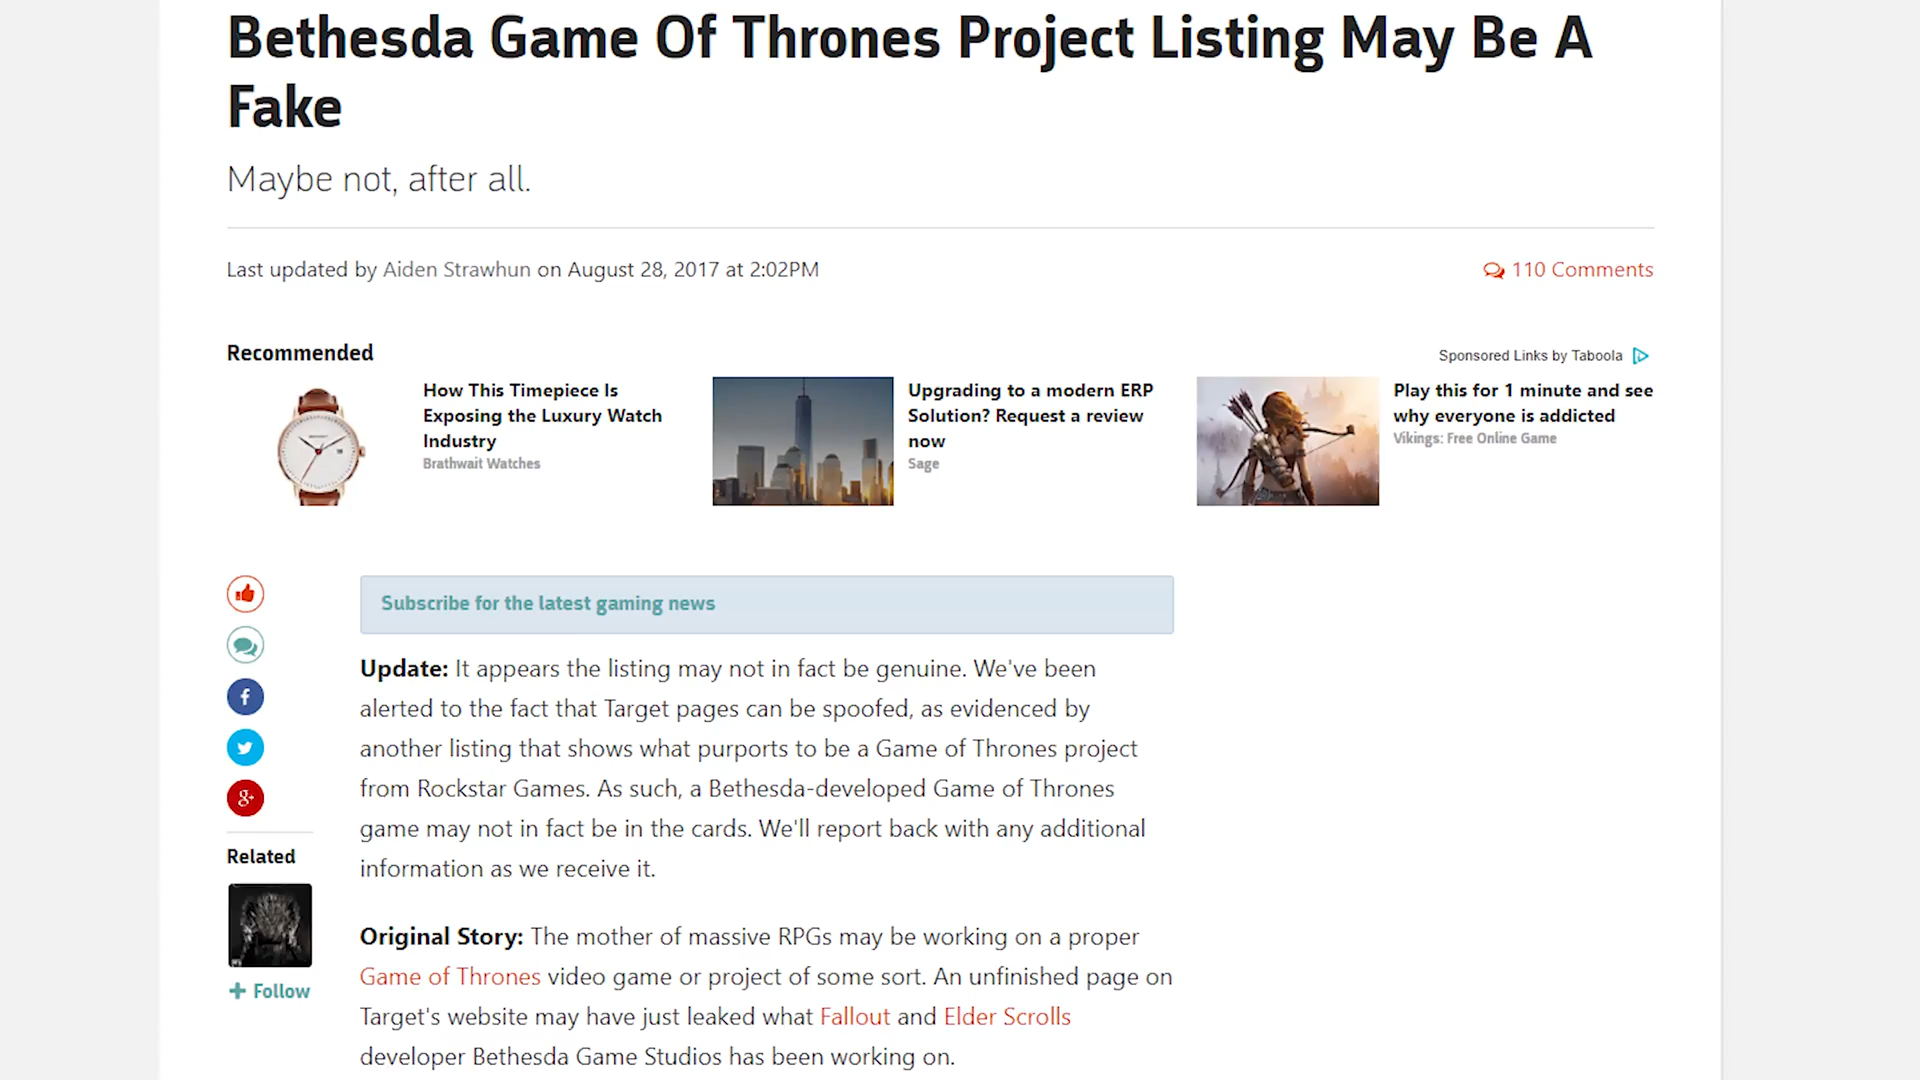 Bethesda Game Of Thrones Project Listing May Be A
Fake
Maybe not, after all.
Last updated by Aiden Strawhun on August 28, 2017 at 2:02PM
110 Comments
Recommended
Sponsored Links by Taboola
How This Timepiece Is
Exposing the Luxury Watch
Industry
Brathwait Watches
Upgrading to a modern ERP
Solution? Request a review
now
Sage
Play this for 1 minute and see
why everyone is addicted
Vikings: Free Online Game
Subscribe for the latest gaming news
Update: It appears the listing may not in fact be genuine. We've been
alerted to the fact that Target pages can be spoofed, as evidenced by
another listing that shows what purports to be a Game of Thrones project
from Rockstar Games. As such, a Bethesda-developed Game of Thrones
game may not in fact be in the cards. We'll report back with any additional
information as we receive it.
Related
+ Follow
Original Story: The mother of massive RPGs may be working on a proper
Game of Thrones video game or project of some sort. An unfinished page on
Target's website may have just leaked what Fallout and Elder Scrolls
developer Bethesda Game Studios has been working on.